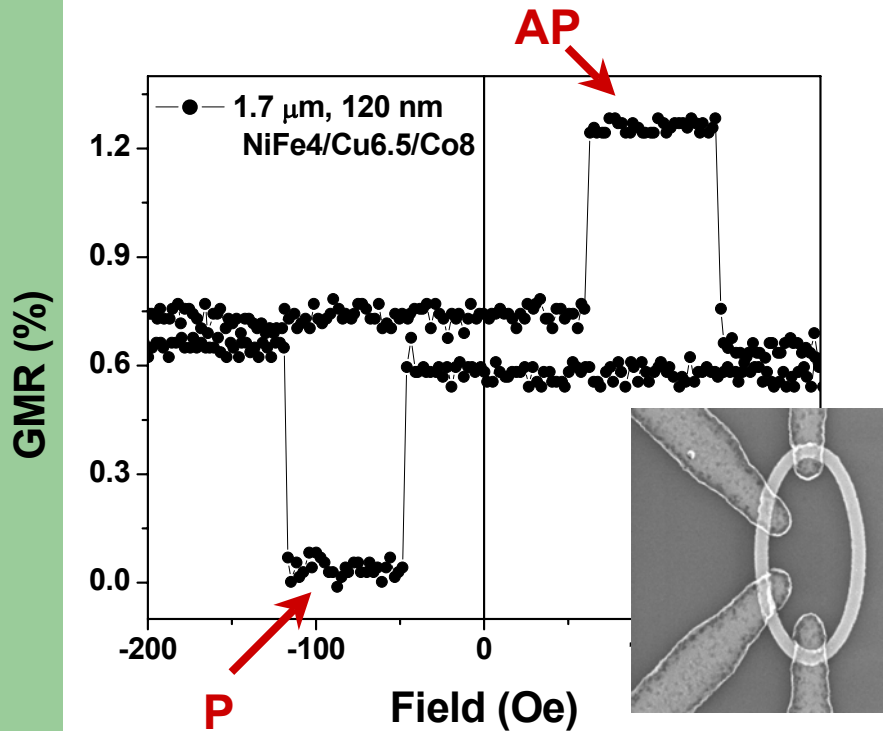 AP
1.7 μm, 120 nm
NiFe4/Cu6.5/Co8
1.2
0.9
0.6
0.3
0.0
GMR (%)
-200
-100
0
P
Field (Oe)